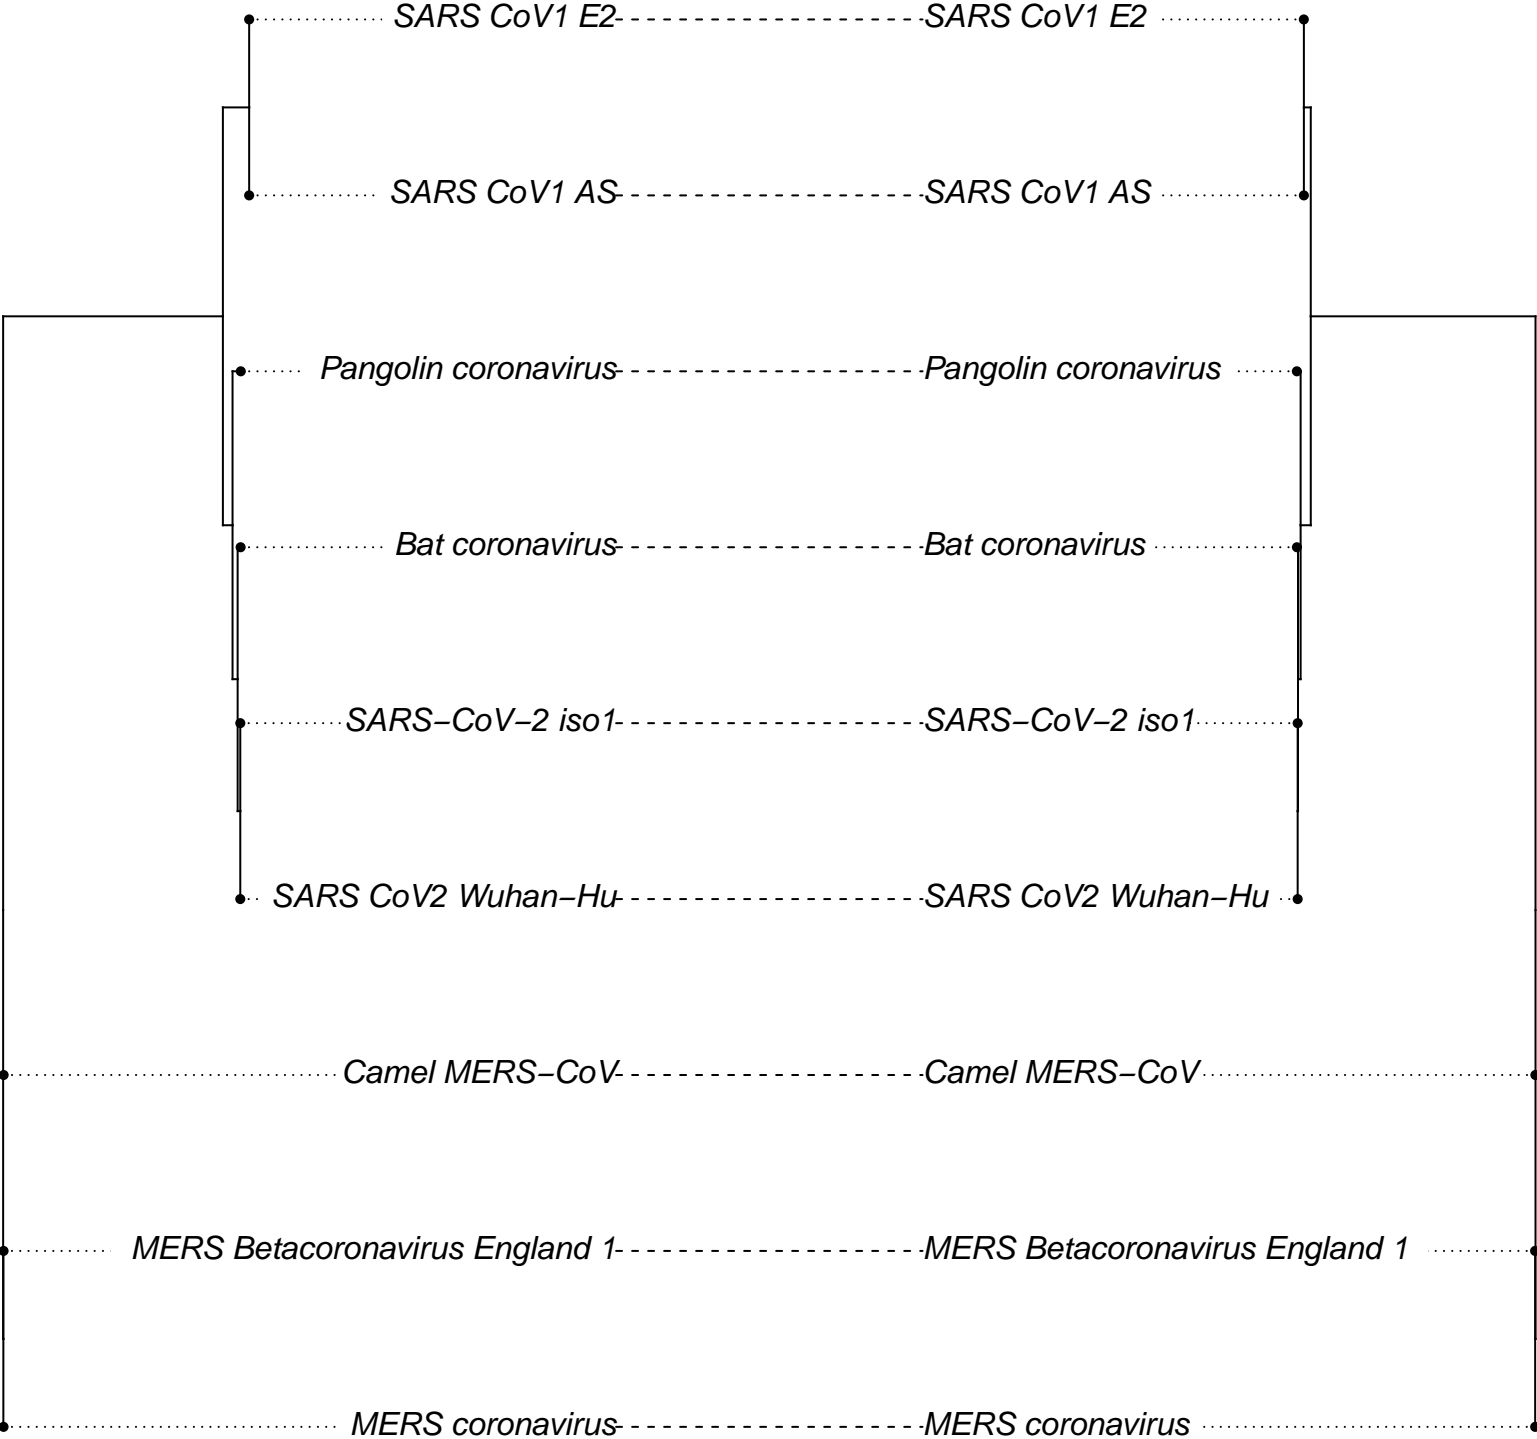 SARS CoV1 E2 SARS CoV1 E2
SARS CoV1 AS SARS CoV1 AS
Pangolin coronavirus Pangolin coronavirus
Bat coronavirus Bat coronavirus
SARS−CoV−2 iso1 SARS−CoV−2 iso1
SARS CoV2 Wuhan−Hu SARS CoV2 Wuhan−Hu
Camel MERS−CoV Camel MERS−CoV
MERS Betacoronavirus England 1 MERS Betacoronavirus England 1
MERS coronavirus MERS coronavirus